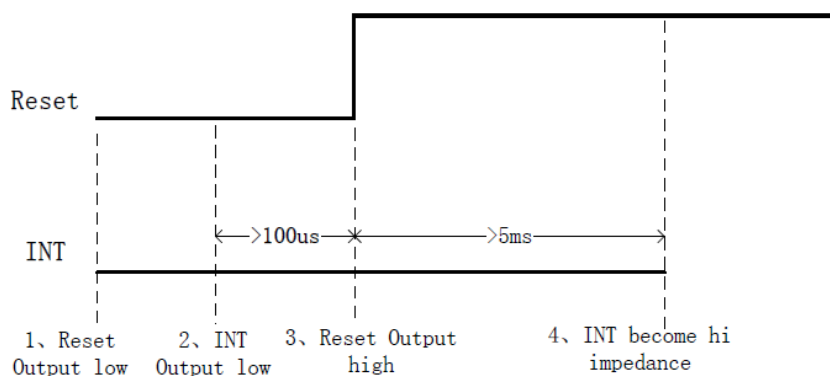 Reset
>100us
>5ms
INT
1、Reset
Output low
2、INT
Output low
3、Reset Output
high
4、INT become hi
impedance